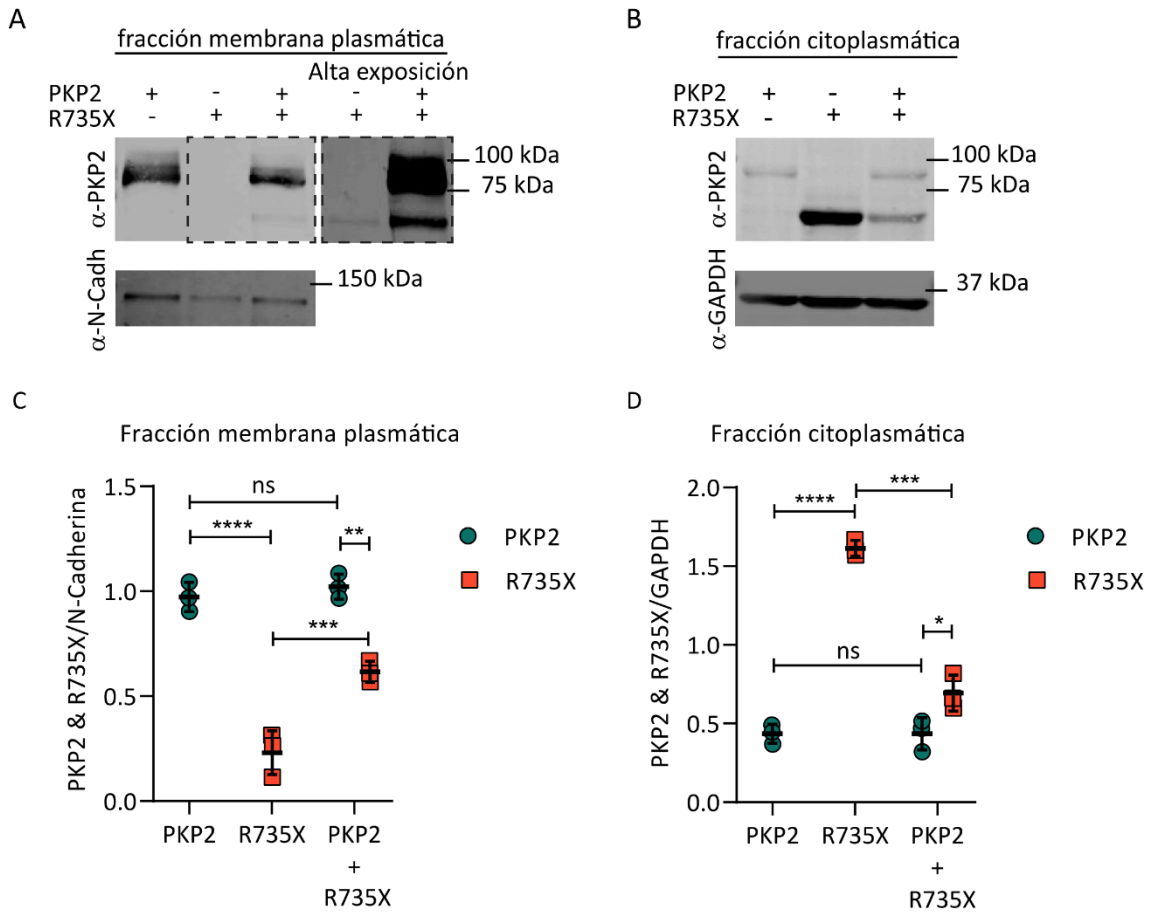 A
fracción membrana plasmática
Alta exposición
PKP2 + - + - +
R735X - + + + +
α-PKP2
100 kDa
75 kDa
α-N-Cadh
150 kDa
B
fracción citoplasmática
PKP2 + - +
R735X - + +
α-PKP2
100 kDa
75 kDa
α-GAPDH
37 kDa
C
Fracción membrana plasmática
PKP2 & R735X/N-Cadherina
1.5
1.0
0.5
0.0
ns
**** **
***
PKP2
R735X
PKP2 R735X PKP2
+
R735X
D
Fracción citoplasmática
PKP2 & R735X/GAPDH
2.0
1.5
1.0
0.5
0.0
***
****
*
ns
PKP2
R735X
PKP2 R735X PKP2
+
R735X